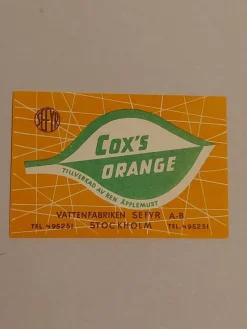 SEFYR
COX'S
ORANGE
TILLVERKAD AV REN ÄPPLEMUST
VATTENFABRIKEN SEFYR A-B
TEL. 495251 STOCKHOLM TEL. 495251